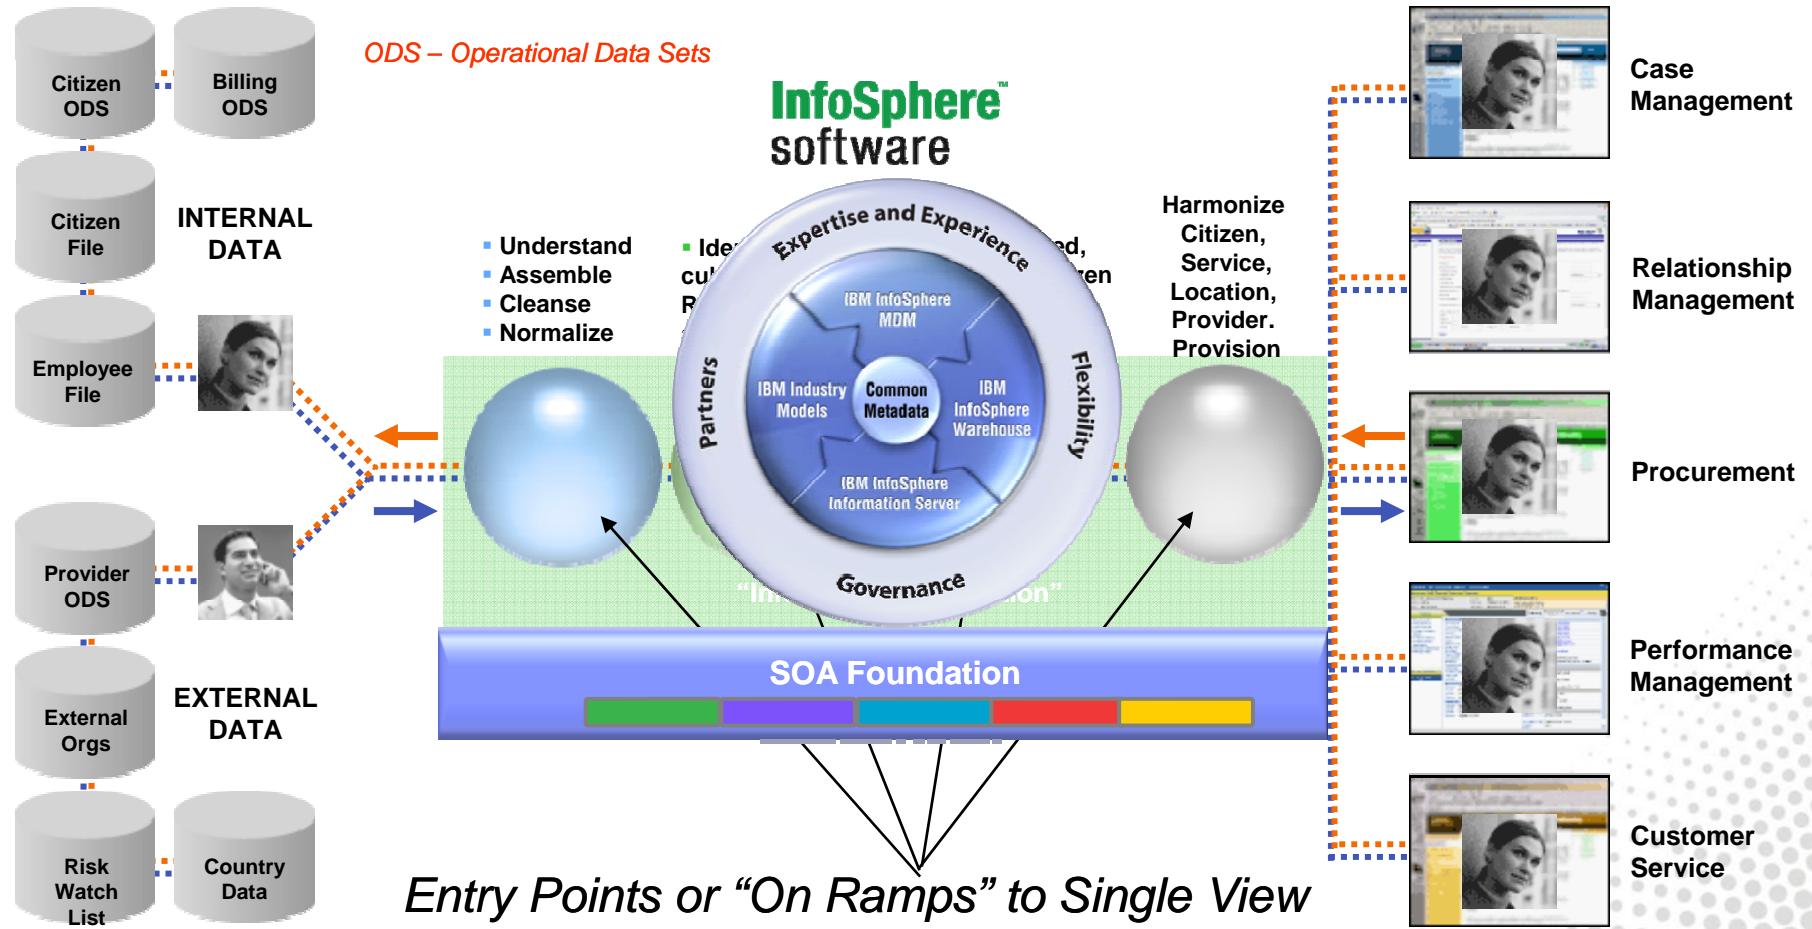 ODS – Operational Data Sets
Citizen
ODS
Billing
ODS
Citizen
File
INTERNAL
DATA
Employee
File
Provider
ODS
External
Orgs
EXTERNAL
DATA
Risk
Watch
List
Country
Data
InfoSphere™
software
Understand
Assemble
Cleanse
Normalize
Expertise and Experience
Partners
Flexibility
Governance
IBM InfoSphere
MDM
IBM Industry
Models
Common
Metadata
IBM
InfoSphere
Warehouse
IBM InfoSphere
Information Server
Harmonize
Citizen,
Service,
Location,
Provider.
Provision
SOA Foundation
Entry Points or “On Ramps” to Single View
Case
Management
Relationship
Management
Procurement
Performance
Management
Customer
Service